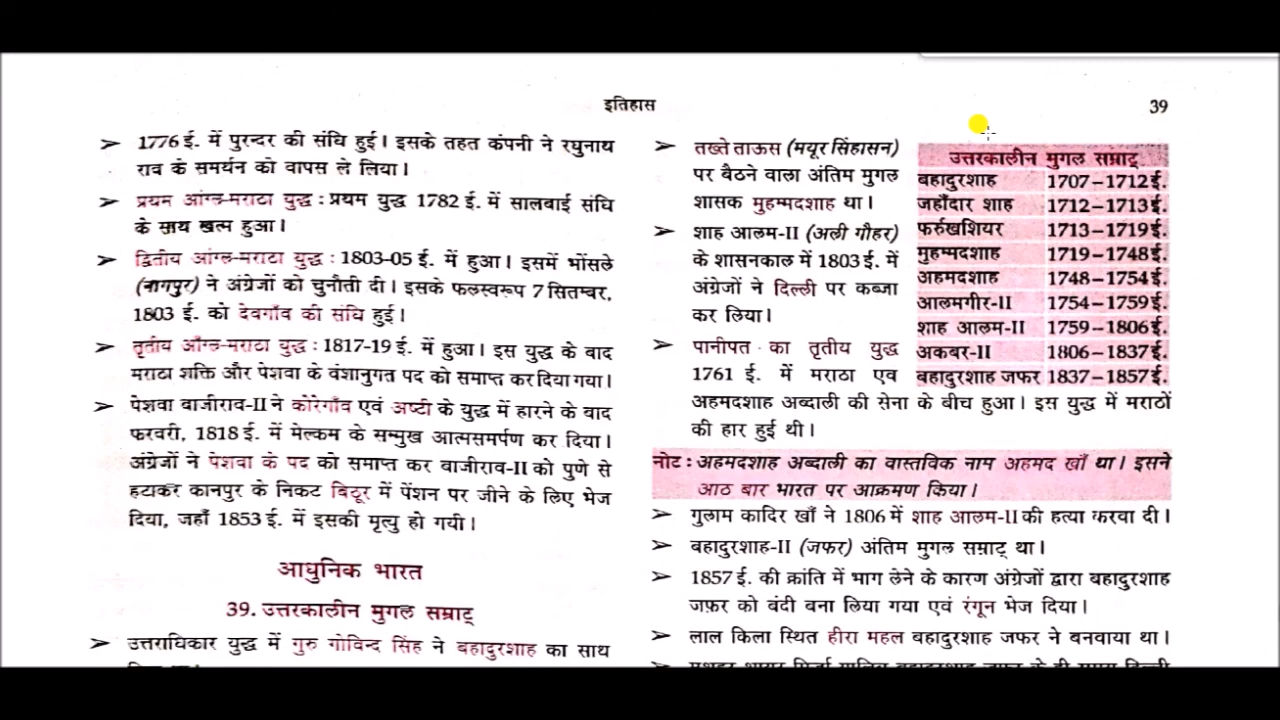 इतिहास
39
➢ 1776 ई. में पुरन्दर की संधि हुई। इसके तहत कंपनी ने रघुनाथ
राव के समर्थन को वापस ले लिया।
➢ प्रथम आंग्ल-मराठा युद्ध : प्रथम युद्ध 1782 ई. में सालबाई संधि
के साथ खत्म हुआ।
➢ द्वितीय आंग्ल-मराठा युद्ध : 1803-05 ई. में हुआ। इसमें भोंसले
(नागपुर) ने अंग्रेजों को चुनौती दी। इसके फलस्वरूप 7 सितम्बर,
1803 ई. को देवगाँव की संधि हुई।
➢ तृतीय आँग्ल-मराठा युद्ध : 1817-19 ई. में हुआ। इस युद्ध के बाद
मराठा शक्ति और पेशवा के वंशानुगत पद को समाप्त कर दिया गया।
➢ पेशवा बाजीराव-II ने कोरेगाँव एवं अष्टी के युद्ध में हारने के बाद
फरवरी, 1818 ई. में मेल्कम के सम्मुख आत्मसमर्पण कर दिया।
अंग्रेजों ने पेशवा के पद को समाप्त कर बाजीराव-II को पुणे से
हटाकर कानपुर के निकट बिठूर में पेंशन पर जीने के लिए भेज
दिया, जहाँ 1853 ई. में इसकी मृत्यु हो गयी।
आधुनिक भारत
39. उत्तरकालीन मुगल सम्राट्
➢ उत्तराधिकार युद्ध में गुरु गोविन्द सिंह ने बहादुरशाह का साथ
➢ तख्ते ताऊस (मयूर सिंहासन)
पर बैठने वाला अंतिम मुगल
शासक मुहम्मदशाह था।
➢ शाह आलम-II (अली गौहर)
के शासनकाल में 1803 ई. में
अंग्रेजों ने दिल्ली पर कब्जा
कर लिया।
➢ पानीपत का तृतीय युद्ध
1761 ई. में मराठा एवं
अहमदशाह अब्दाली की सेना के बीच हुआ। इस युद्ध में मराठों
की हार हुई थी।
उत्तरकालीन मुगल सम्राट्
बहादुरशाह 1707–1712 ई.
जहाँदार शाह 1712–1713 ई.
फर्रुखशियर 1713–1719 ई.
मुहम्मदशाह 1719–1748 ई.
अहमदशाह 1748–1754 ई.
आलमगीर-II 1754–1759 ई.
शाह आलम-II 1759–1806 ई.
अकबर-II 1806–1837 ई.
बहादुरशाह जफर 1837–1857 ई.
नोट : अहमदशाह अब्दाली का वास्तविक नाम अहमद खाँ था। इसने
आठ बार भारत पर आक्रमण किया।
➢ गुलाम कादिर खाँ ने 1806 में शाह आलम-II की हत्या करवा दी।
➢ बहादुरशाह-II (जफर) अंतिम मुगल सम्राट् था।
➢ 1857 ई. की क्रांति में भाग लेने के कारण अंग्रेजों द्वारा बहादुरशाह
जफ़र को बंदी बना लिया गया एवं रंगून भेज दिया।
➢ लाल किला स्थित हीरा महल बहादुरशाह जफर ने बनवाया था।